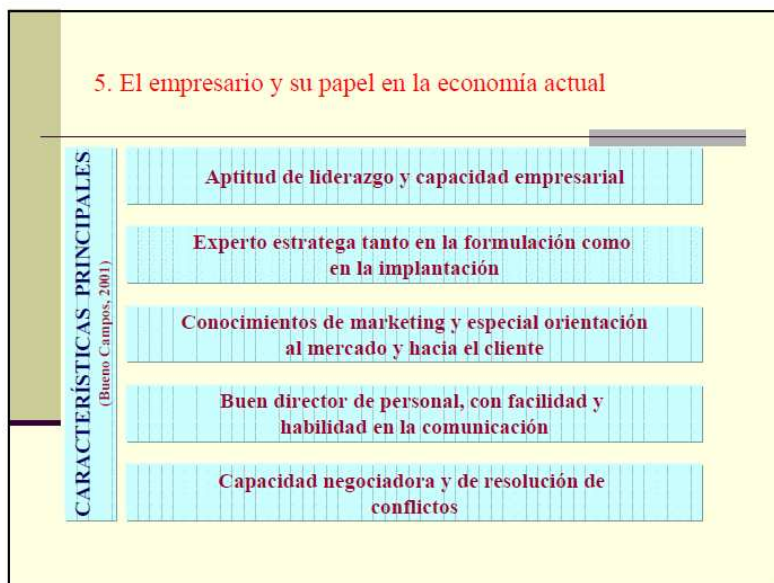 5. El empresario y su papel en la economía actual
CARACTERÍSTICAS PRINCIPALES
(Bueno Campos, 2001)
Aptitud de liderazgo y capacidad empresarial
Experto estratega tanto en la formulación como
en la implantación
Conocimientos de marketing y especial orientación
al mercado y hacia el cliente
Buen director de personal, con facilidad y
habilidad en la comunicación
Capacidad negociadora y de resolución de
conflictos